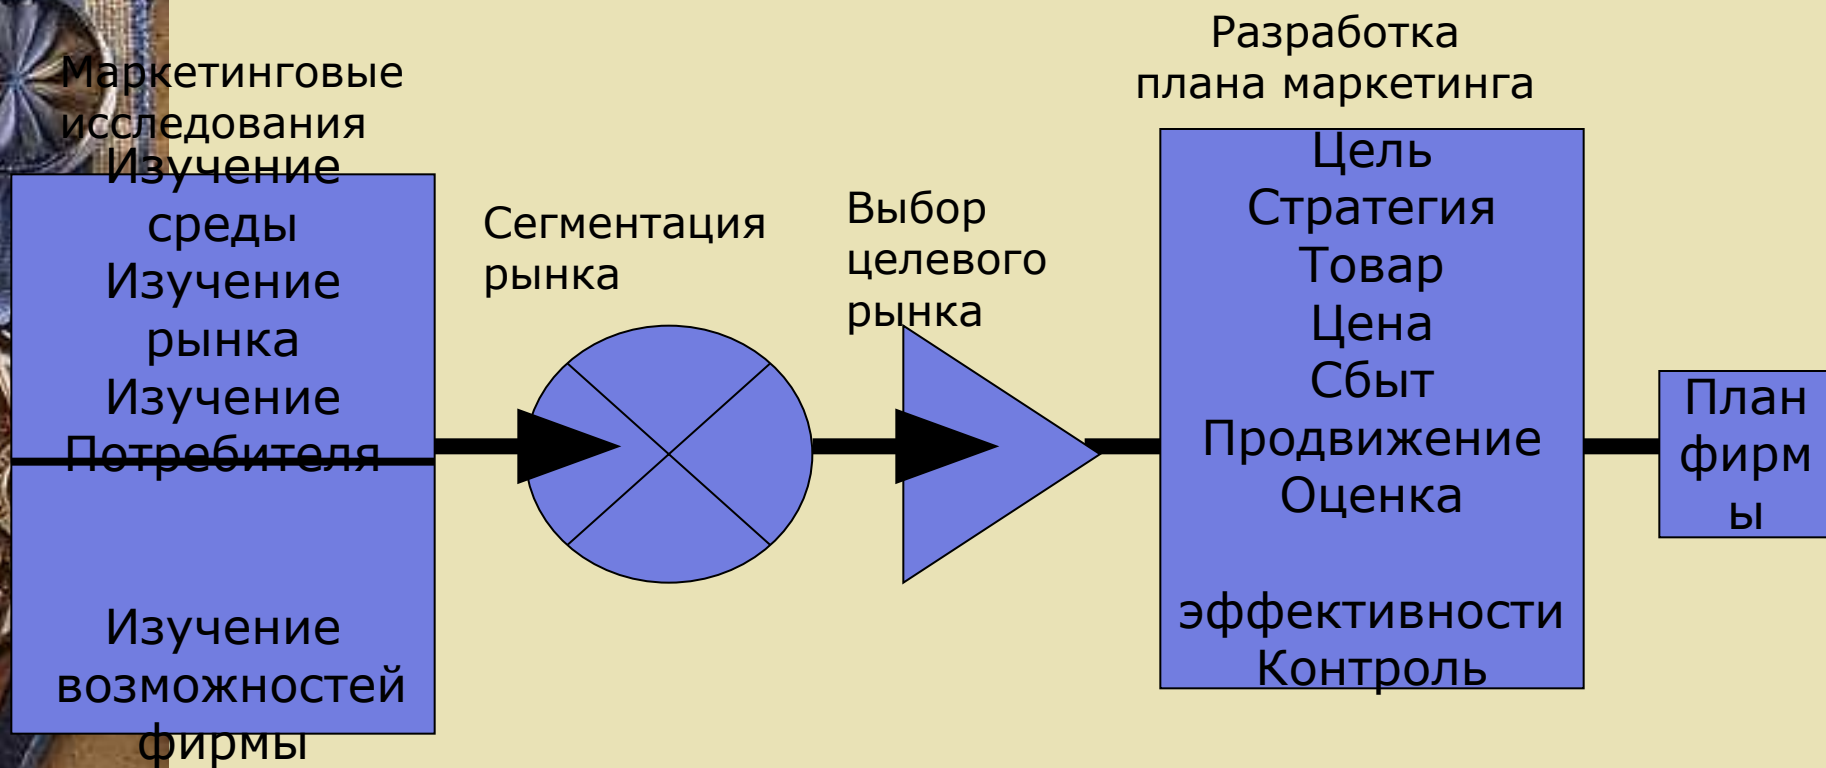 Маркетинговые
исследования
Изучение
среды
Изучение
рынка
Изучение
Потребителя
Изучение
возможностей
фирмы
Сегментация
рынка
Выбор
целевого
рынка
Разработка
плана маркетинга
Цель
Стратегия
Товар
Цена
Сбыт
Продвижение
Оценка
эффективности
Контроль
План
фирм
ы